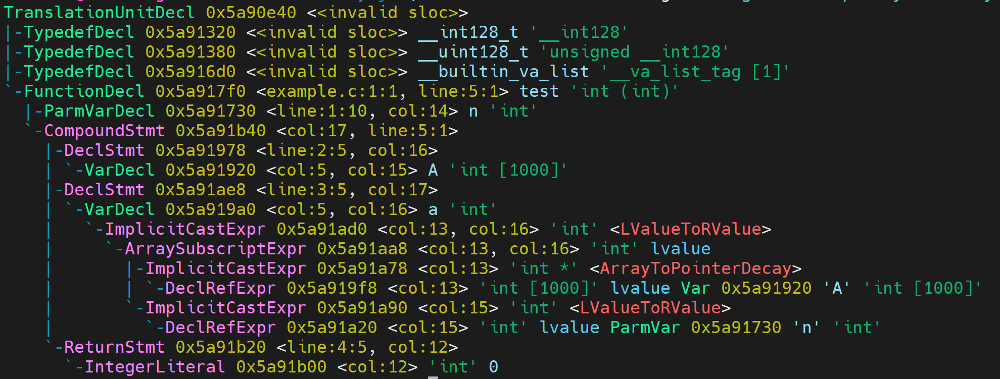 TranslationUnitDecl 0x5a90e40 <<invalid sloc>>
|-TypedefDecl 0x5a91320 <<invalid sloc>> __int128_t '__int128'
|-TypedefDecl 0x5a91380 <<invalid sloc>> __uint128_t 'unsigned __int128'
|-TypedefDecl 0x5a916d0 <<invalid sloc>> __builtin_va_list '__va_list_tag [1]'
`-FunctionDecl 0x5a917f0 <example.c:1:1, line:5:1> test 'int (int)'
  |-ParmVarDecl 0x5a91730 <line:1:10, col:14> n 'int'
  `-CompoundStmt 0x5a91b40 <col:17, line:5:1>
    |-DeclStmt 0x5a91978 <line:2:5, col:16>
    | `-VarDecl 0x5a91920 <col:5, col:15> A 'int [1000]'
    |-DeclStmt 0x5a91ae8 <line:3:5, col:17>
    | `-VarDecl 0x5a919a0 <col:5, col:16> a 'int'
    |   `-ImplicitCastExpr 0x5a91ad0 <col:13, col:16> 'int' <LValueToRValue>
    |     `-ArraySubscriptExpr 0x5a91aa8 <col:13, col:16> 'int' lvalue
    |       |-ImplicitCastExpr 0x5a91a78 <col:13> 'int *' <ArrayToPointerDecay>
    |       | `-DeclRefExpr 0x5a919f8 <col:13> 'int [1000]' lvalue Var 0x5a91920 'A' 'int [1000]'
    |       `-ImplicitCastExpr 0x5a91a90 <col:15> 'int' <LValueToRValue>
    |         `-DeclRefExpr 0x5a91a20 <col:15> 'int' lvalue ParmVar 0x5a91730 'n' 'int'
    `-ReturnStmt 0x5a91b20 <line:4:5, col:12>
      `-IntegerLiteral 0x5a91b00 <col:12> 'int' 0